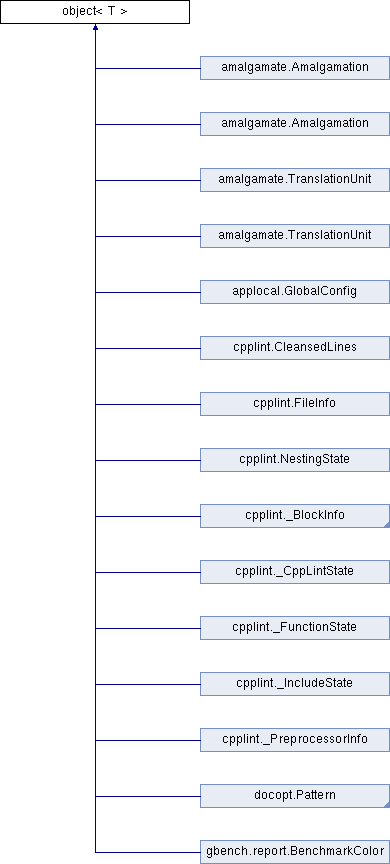 object< T >
amalgamate.Amalgamation
amalgamate.Amalgamation
amalgamate.TranslationUnit
amalgamate.TranslationUnit
applocal.GlobalConfig
cpplint.CleansedLines
cpplint.FileInfo
cpplint.NestingState
cpplint._BlockInfo
cpplint._CppLintState
cpplint._FunctionState
cpplint._IncludeState
cpplint._PreprocessorInfo
docopt.Pattern
gbench.report.BenchmarkColor